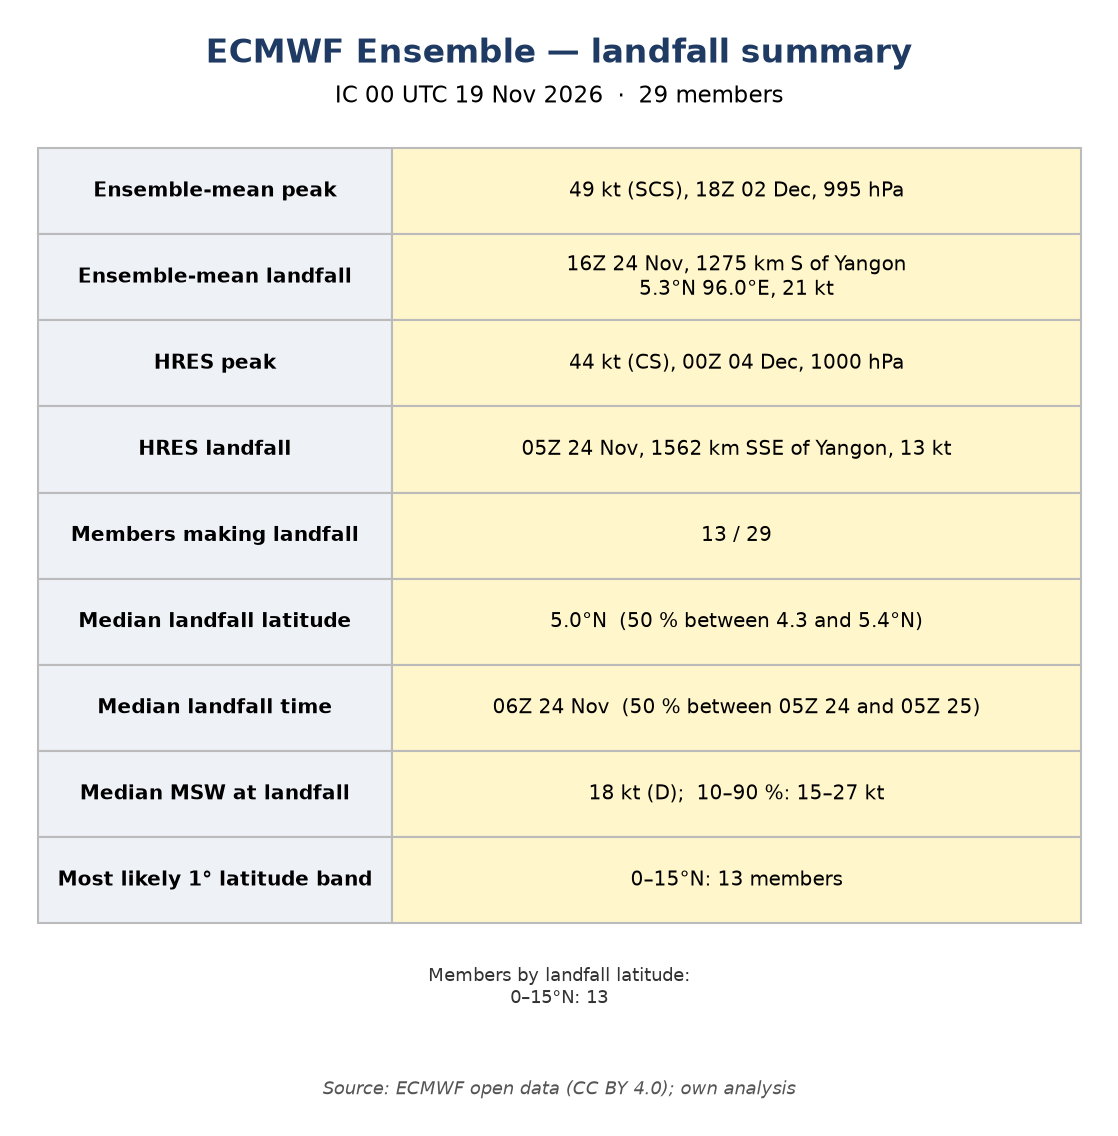 ECMWF Ensemble — landfall summary
IC 00 UTC 19 Nov 2026 · 29 members
Ensemble-mean peak
49 kt (SCS), 18Z 02 Dec, 995 hPa
Ensemble-mean landfall
16Z 24 Nov, 1275 km S of Yangon
5.3°N 96.0°E, 21 kt
HRES peak
44 kt (CS), 00Z 04 Dec, 1000 hPa
HRES landfall
05Z 24 Nov, 1562 km SSE of Yangon, 13 kt
Members making landfall
13 / 29
Median landfall latitude
5.0°N (50 % between 4.3 and 5.4°N)
Median landfall time
06Z 24 Nov (50 % between 05Z 24 and 05Z 25)
Median MSW at landfall
18 kt (D); 10–90 %: 15–27 kt
Most likely 1° latitude band
0–15°N: 13 members
Members by landfall latitude:
0–15°N: 13
Source: ECMWF open data (CC BY 4.0); own analysis